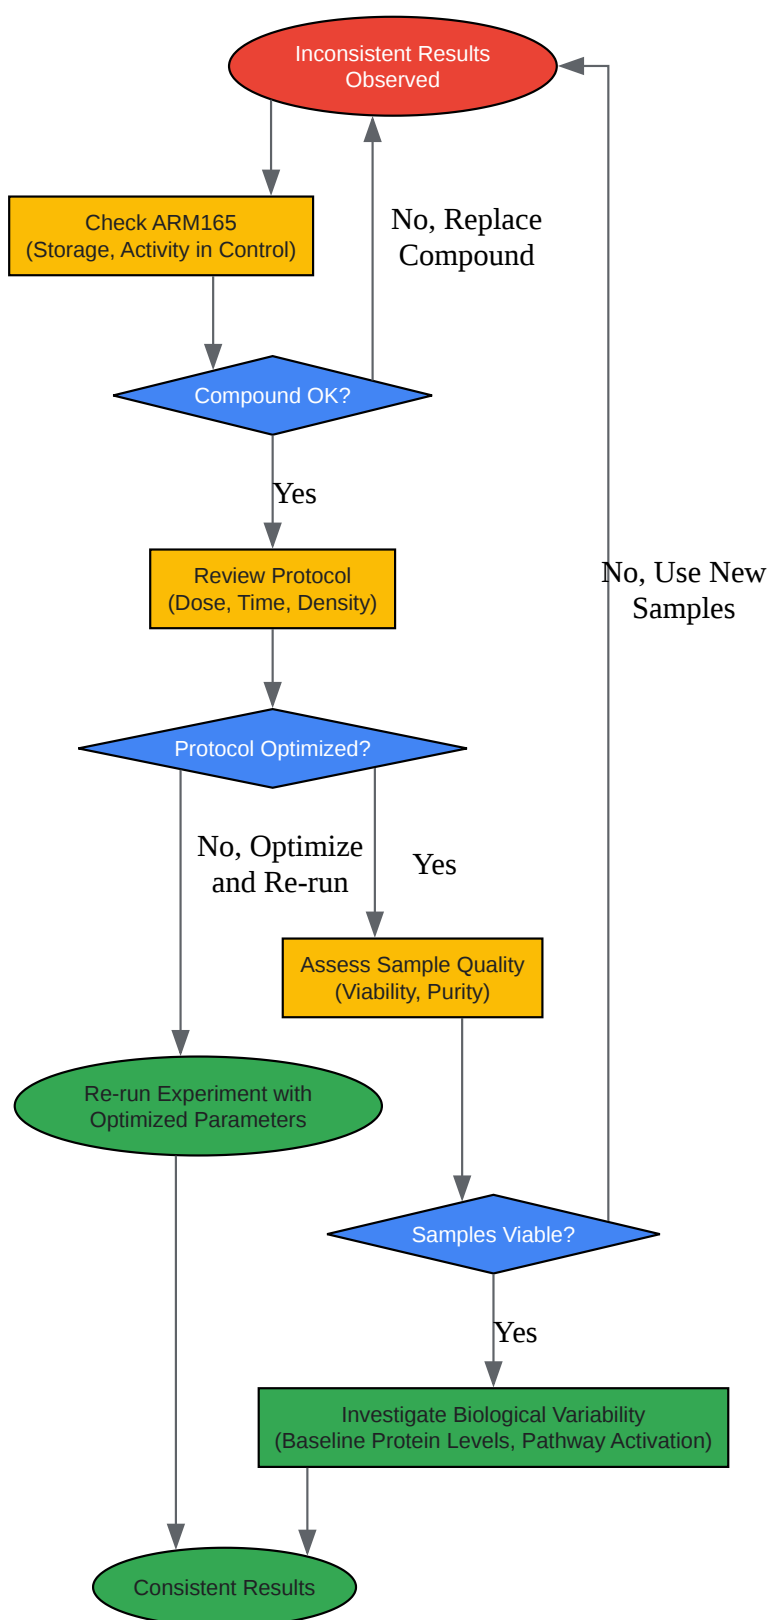 Inconsistent Results
Observed
Check ARM165
(Storage, Activity in Control)
No, Replace
Compound
Compound OK?
Yes
Review Protocol
(Dose, Time, Density)
No, Use New
Samples
Protocol Optimized?
No, Optimize
and Re-run
Yes
Assess Sample Quality
(Viability, Purity)
Re-run Experiment with
Optimized Parameters
Samples Viable?
Yes
Investigate Biological Variability
(Baseline Protein Levels, Pathway Activation)
Consistent Results